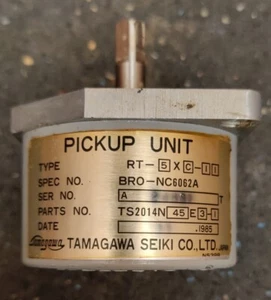 PICKUP UNIT
TYPE RT-5XC-11
SPEC NO. BRO-NC6062A
SER NO. A T
PARTS NO. TS2014N45E3-1
DATE .1985
Tamagawa TAMAGAWA SEIKI CO.,LTD.